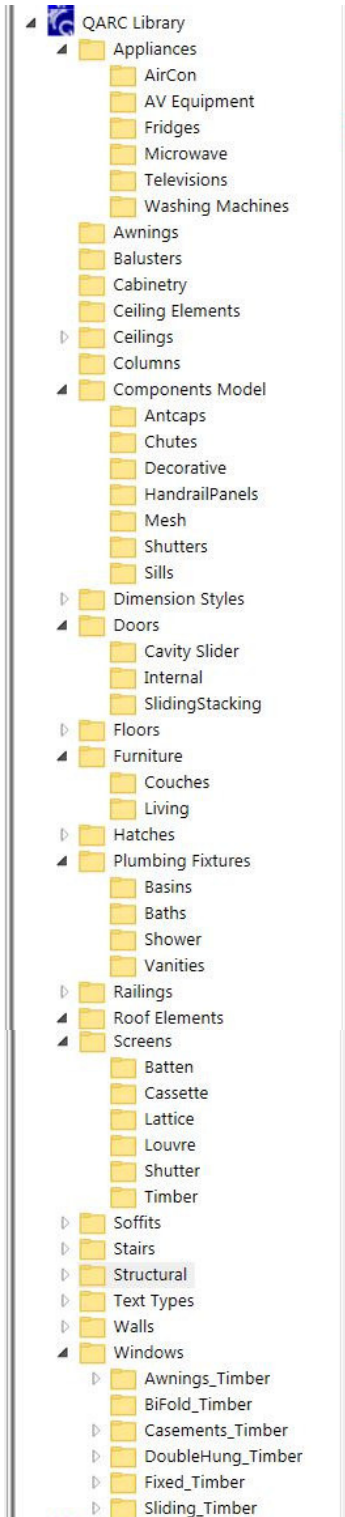 QARC Library
Appliances
AirCon
AV Equipment
Fridges
Microwave
Televisions
Washing Machines
Awnings
Balusters
Cabinetry
Ceiling Elements
Ceilings
Columns
Components Model
Antcaps
Chutes
Decorative
HandrailPanels
Mesh
Shutters
Sills
Dimension Styles
Doors
Cavity Slider
Internal
SlidingStacking
Floors
Furniture
Couches
Living
Hatches
Plumbing Fixtures
Basins
Baths
Shower
Vanities
Railings
Roof Elements
Screens
Batten
Cassette
Lattice
Louvre
Shutter
Timber
Soffits
Stairs
Structural
Text Types
Walls
Windows
Awnings_Timber
BiFold_Timber
Casements_Timber
DoubleHung_Timber
Fixed_Timber
Sliding_Timber